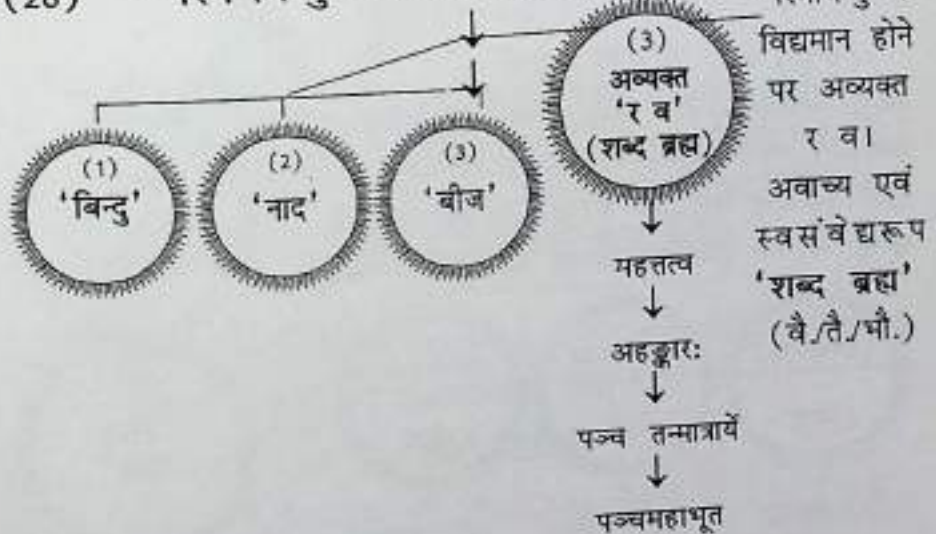 (20)
(3)
अव्यक्त
'र व'
(शब्द ब्रह्म)
विद्यमान होने
पर अव्यक्त
र व।
अवाच्य एवं
स्वसंवेद्यरूप
'शब्द ब्रह्म'
(वै./तै./भौ.)
(1)
'बिन्दु'
(2)
'नाद'
(3)
'बीज'
महत्तत्व
अहङ्कारः
पञ्च तन्मात्रायें
पञ्चमहाभूत